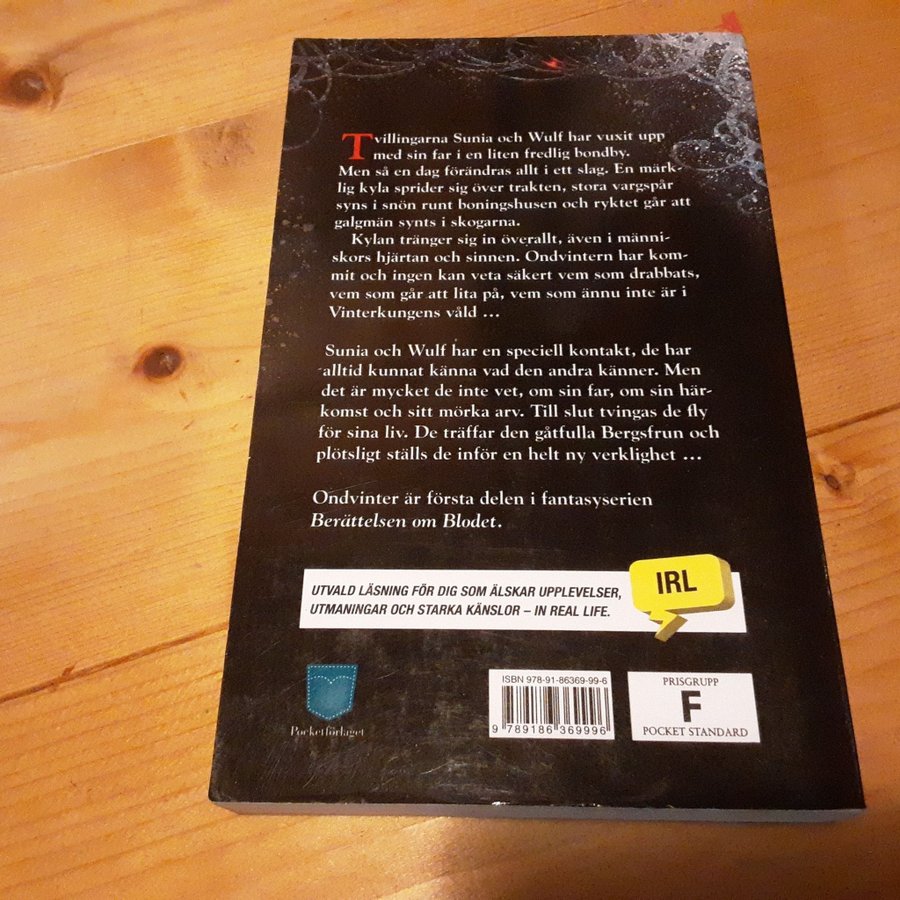 Tvillingarna Sunia och Wulf har vuxit upp
med sin far i en liten fredlig bondby.
Men så en dag förändras allt i ett slag. En märk-
lig kyla sprider sig över trakten, stora vargspår
syns i snön runt boningshusen och ryktet går att
galgmän synts i skogarna.
Kylan tränger sig in överallt, även i männi-
skors hjärtan och sinnen. Ondvintern har kom-
mit och ingen kan veta säkert vem som drabbats,
vem som går att lita på, vem som ännu inte är i
Vinterkungens våld ...
Sunia och Wulf har en speciell kontakt, de har
alltid kunnat känna vad den andra känner. Men
det är mycket de inte vet, om sin far, om sin här-
komst och sitt mörka arv. Till slut tvingas de fly
för sina liv. De träffar den gåtfulla Bergsfrun och
plötsligt ställs de inför en helt ny verklighet ...
Ondvinter är första delen i fantasyserien
Berättelsen om Blodet.
UTVALD LÄSNING FÖR DIG SOM ÄLSKAR UPPLEVELSER,
UTMANINGAR OCH STARKA KÄNSLOR – IN REAL LIFE.
IRL
Pocketförlaget
ISBN 978-91-86369-99-6
9 789186 369996
PRISGRUPP
F
POCKET STANDARD